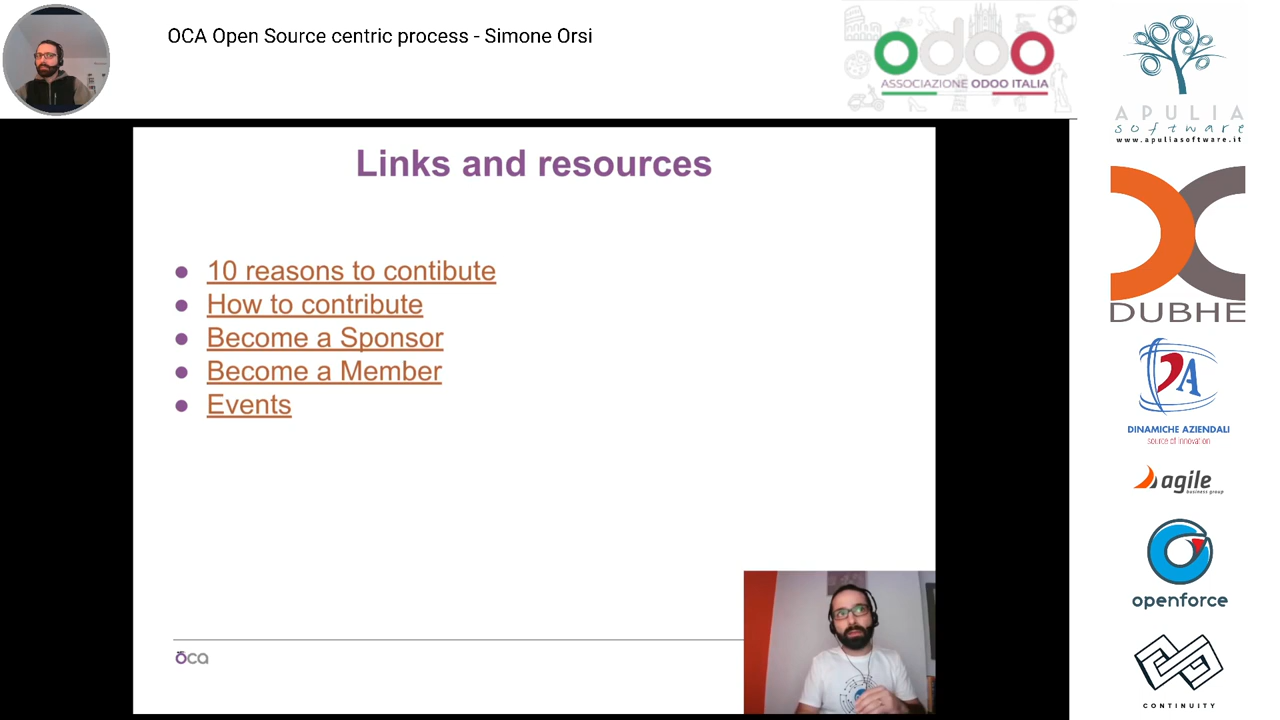 OCA Open Source centric process - Simone Orsi
odoo
ASSOCIAZIONE ODOO ITALIA
Links and resources
10 reasons to contibute
How to contribute
Become a Sponsor
Become a Member
Events
oca
APULIA
software
www.apuliasoftware.it
DUBHE
DINAMICHE AZIENDALI
source of innovation
agile
business group
openforce
CONTINUITY